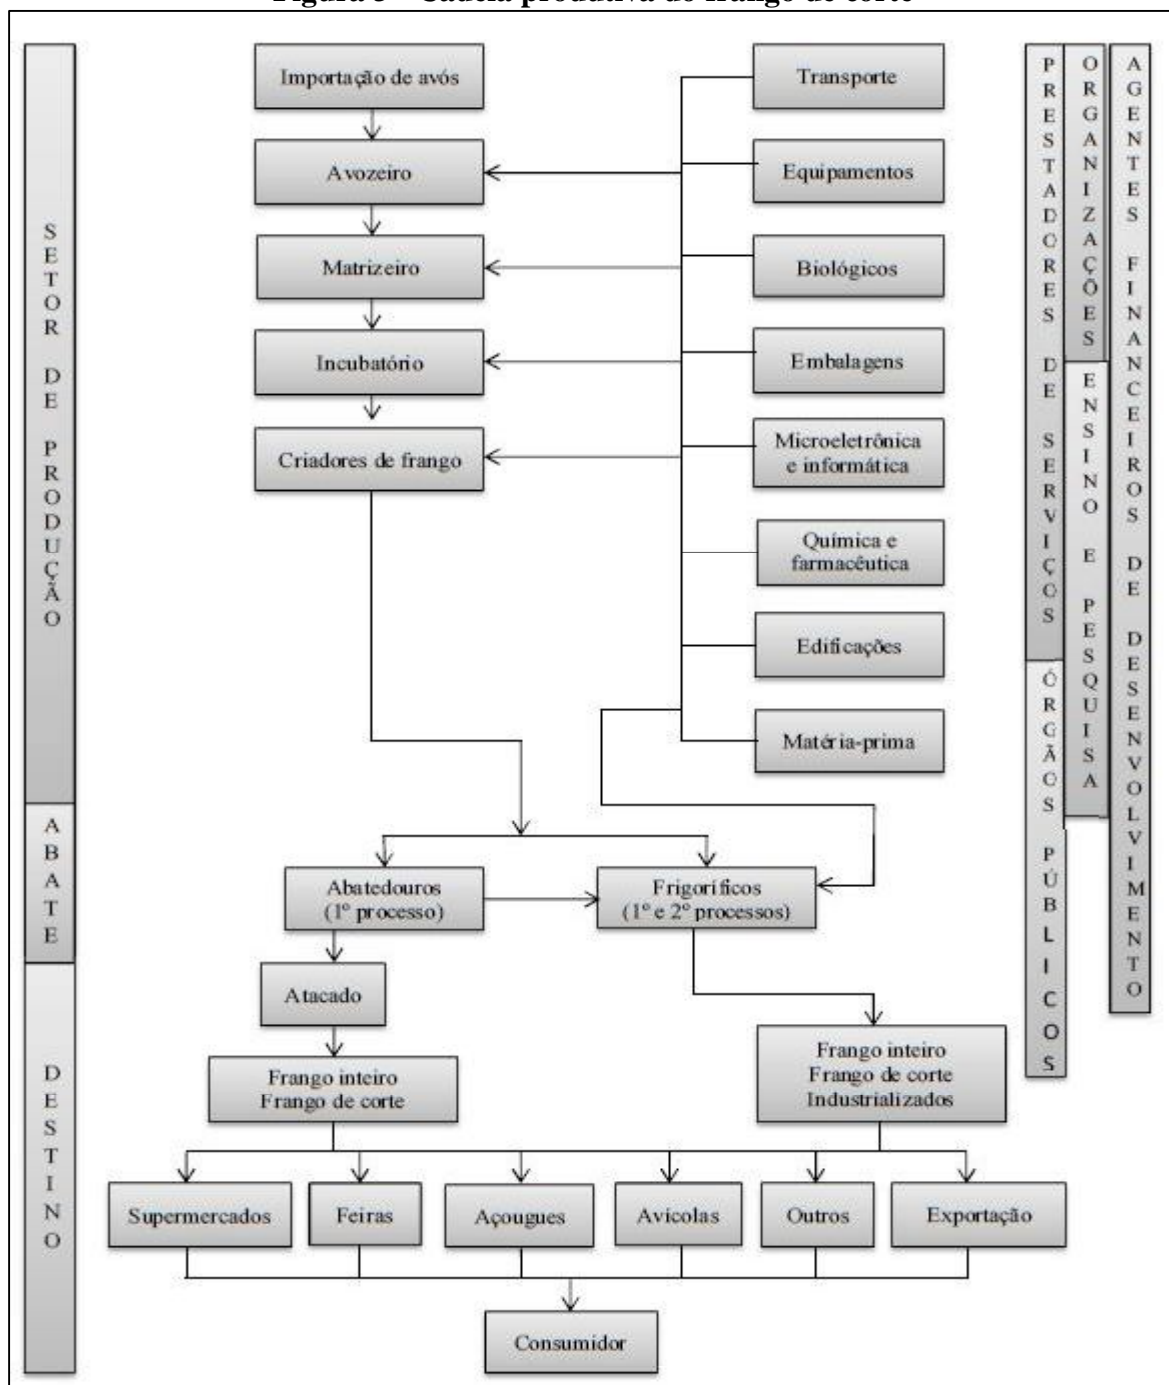 Figura 3 – Cadeia produtiva do frango de corte
SETOR DE PRODUÇÃO
Importação de avós
Avozeiro
Matrizeiro
Incubatório
Criadores de frango
Transporte
Equipamentos
Biológicos
Embalagens
Microeletrônica
e informática
Química e
farmacêutica
Edificações
Matéria-prima
PRESTADORES DE SERVIÇOS
ÓRGÃOS PÚBLICOS
ORGANIZAÇÕES
ENSINO E PESQUISA
AGENTES FINANCEIROS DE DESENVOLVIMENTO
ABATE
Abatedouros
(1º processo)
Frigoríficos
(1º e 2º processos)
DESTINO
Atacado
Frango inteiro
Frango de corte
Frango inteiro
Frango de corte
Industrializados
Supermercados
Feiras
Açougues
Avícolas
Outros
Exportação
Consumidor